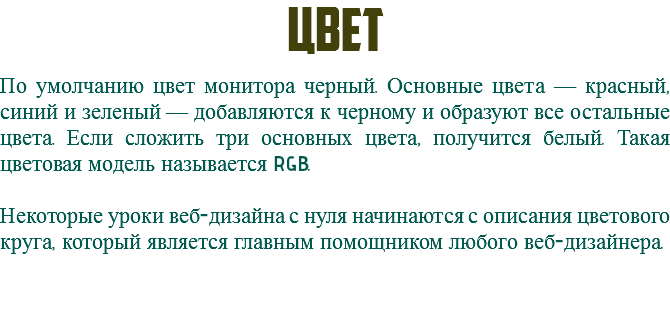 ЦВЕТ
По умолчанию цвет монитора черный. Основные цвета — красный,
синий и зеленый — добавляются к черному и образуют все остальные
цвета. Если сложить три основных цвета, получится белый. Такая
цветовая модель называется RGB.
Некоторые уроки веб-дизайна с нуля начинаются с описания цветового
круга, который является главным помощником любого веб-дизайнера.